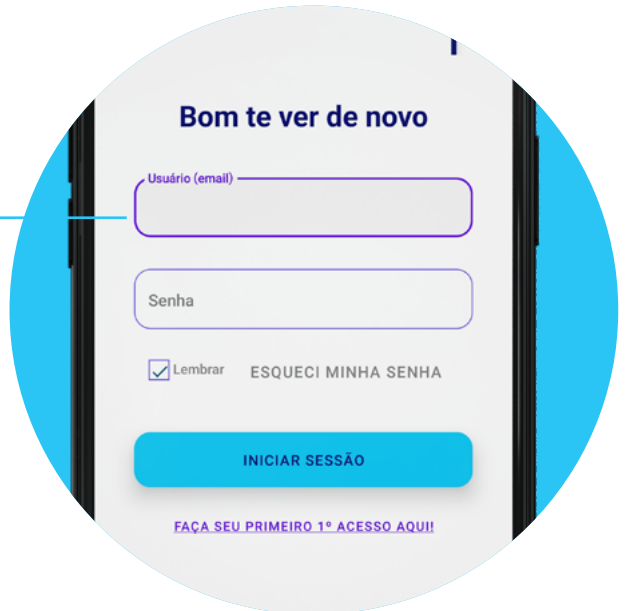 Bom te ver de novo
Usuário (email)
Senha
Lembrar ESQUECI MINHA SENHA
INICIAR SESSÃO
FAÇA SEU PRIMEIRO 1º ACESSO AQUI!